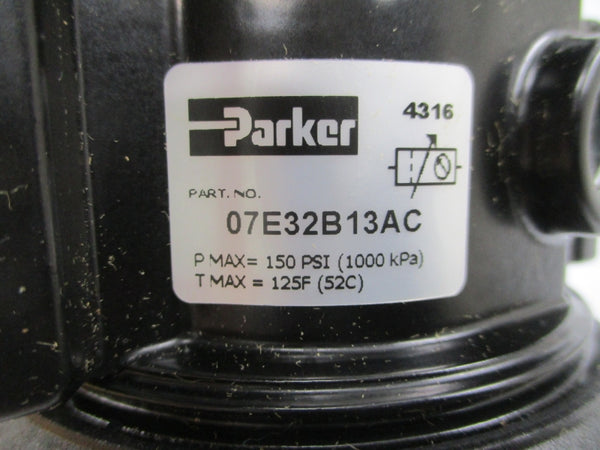 Parker
4316
PART. NO.
07E32B13AC
P MAX= 150 PSI (1000 kPa)
T MAX = 125F (52C)